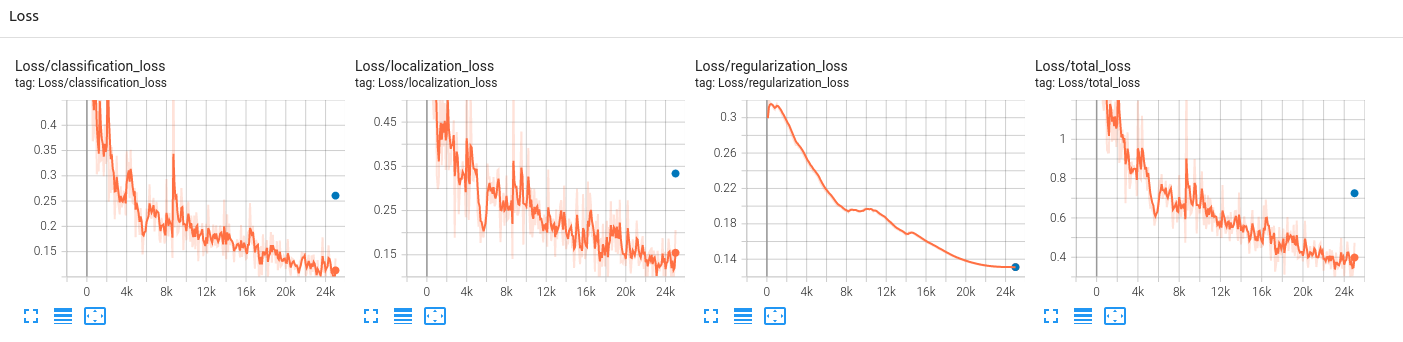 Loss
Loss/classification_loss
tag: Loss/classification_loss
0.4
0.35
0.3
0.25
0.2
0.15
0 4k 8k 12k 16k 20k 24k
Loss/localization_loss
tag: Loss/localization_loss
0.45
0.35
0.25
0.15
0 4k 8k 12k 16k 20k 24k
Loss/regularization_loss
tag: Loss/regularization_loss
0.3
0.26
0.22
0.18
0.14
0 4k 8k 12k 16k 20k 24k
Loss/total_loss
tag: Loss/total_loss
1
0.8
0.6
0.4
0 4k 8k 12k 16k 20k 24k